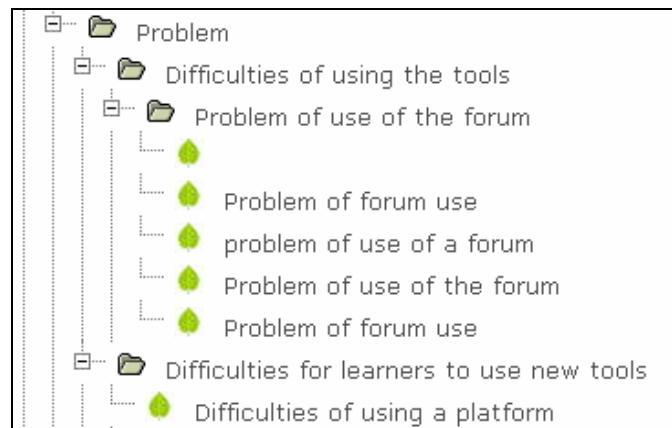 Problem
Difficulties of using the tools
Problem of use of the forum
Problem of forum use
problem of use of a forum
Problem of use of the forum
Problem of forum use
Difficulties for learners to use new tools
Difficulties of using a platform